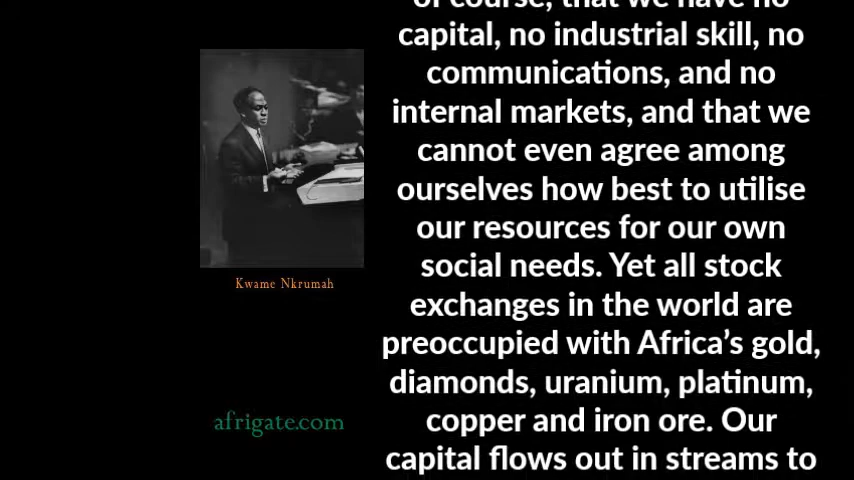 of course, that we have no
capital, no industrial skill, no
communications, and no
internal markets, and that we
cannot even agree among
ourselves how best to utilise
our resources for our own
social needs. Yet all stock
exchanges in the world are
preoccupied with Africa’s gold,
diamonds, uranium, platinum,
copper and iron ore. Our
capital flows out in streams to
Kwame Nkrumah
afrigate.com